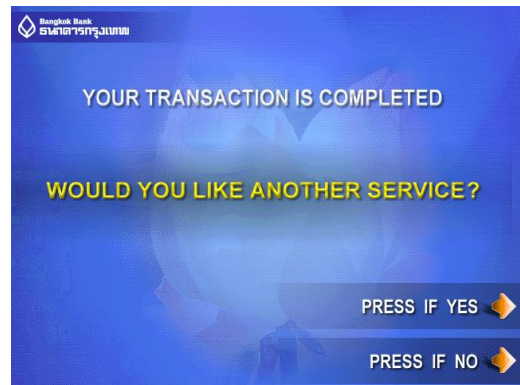 Bangkok Bank
ธนาคารกรุงเทพ
YOUR TRANSACTION IS COMPLETED
WOULD YOU LIKE ANOTHER SERVICE?
PRESS IF YES
PRESS IF NO